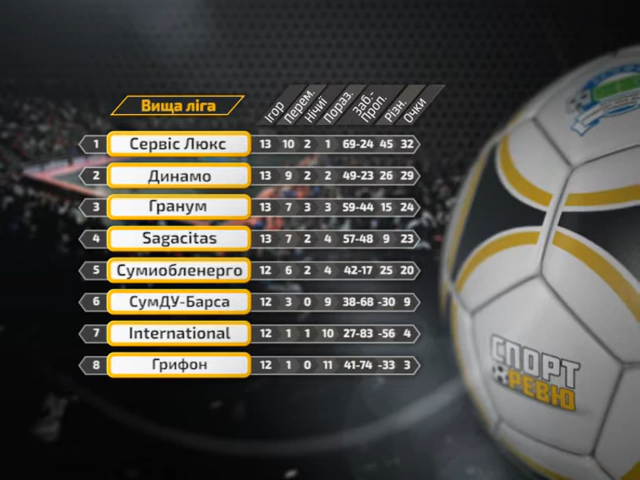 Вища ліга
Ігор Перем. Нічиї Пораз. Заб.-Проп. Різн. Очки
1 Сервіс Люкс 13 10 2 1 69-24 45 32
2 Динамо 13 9 2 2 49-23 26 29
3 Гранум 13 7 3 3 59-44 15 24
4 Sagacitas 13 7 2 4 57-48 9 23
5 Сумиобленерго 12 6 2 4 42-17 25 20
6 СумДУ-Барса 12 3 0 9 38-68 -30 9
7 International 12 1 1 10 27-83 -56 4
8 Грифон 12 1 0 11 41-74 -33 3
СПОРТ
РЕВЮ